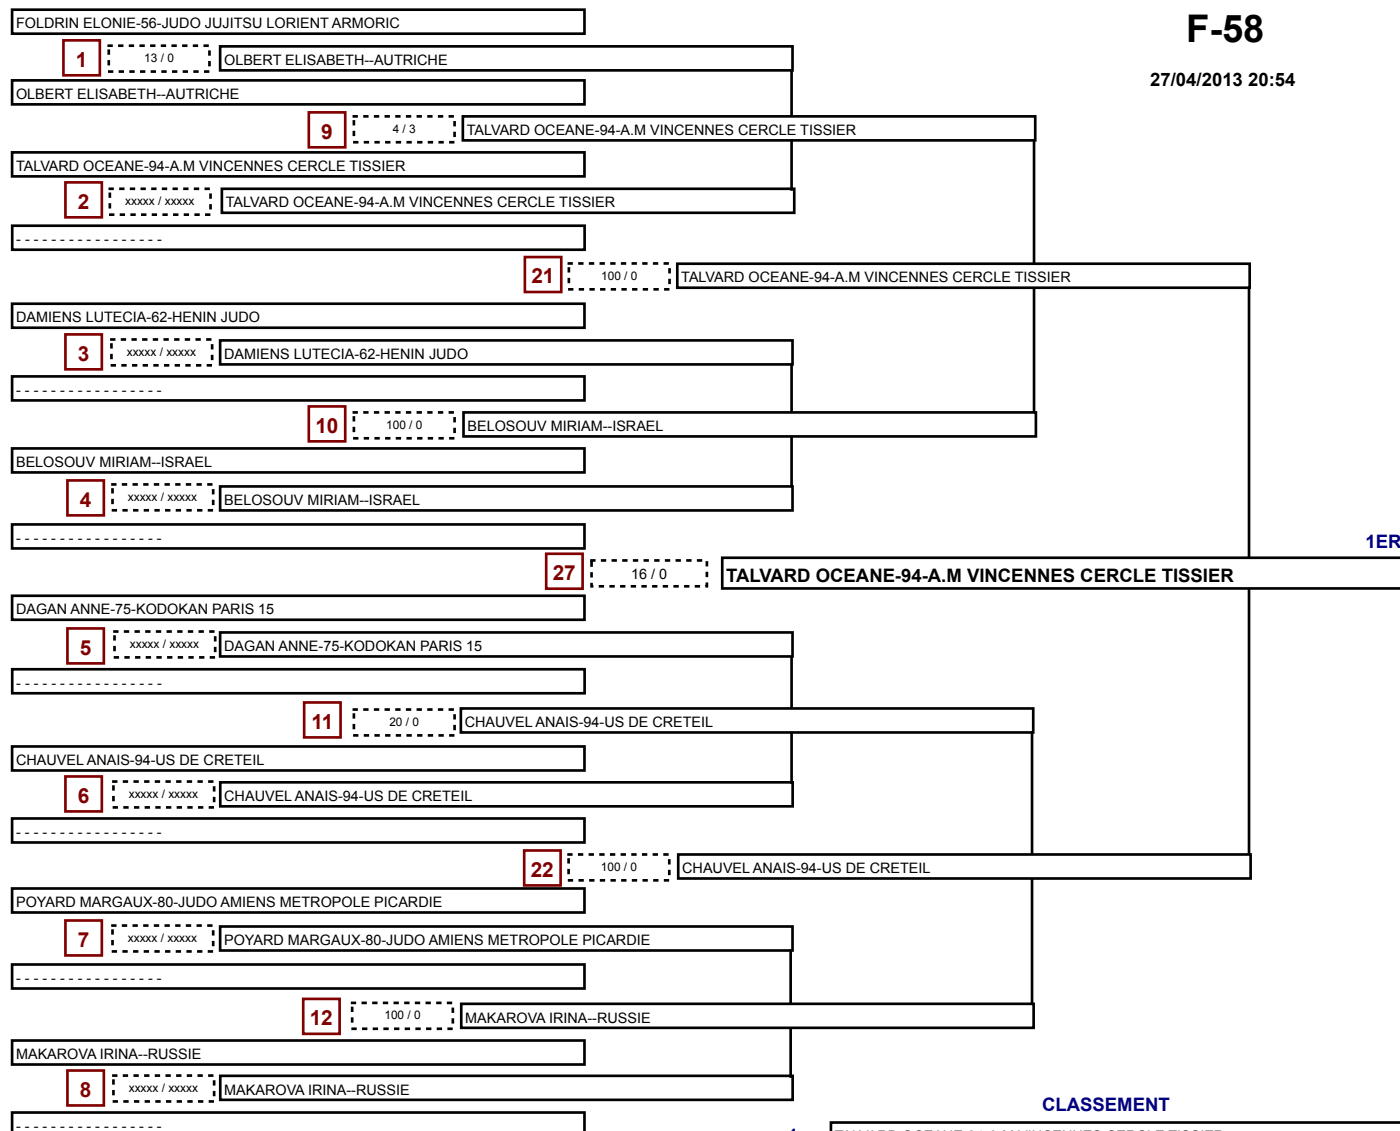 F-58
27/04/2013 20:54
FOLDRIN ELONIE-56-JUDO JUJITSU LORIENT ARMORIC
1 13 / 0 OLBERT ELISABETH--AUTRICHE
OLBERT ELISABETH--AUTRICHE
9 4 / 3 TALVARD OCEANE-94-A.M VINCENNES CERCLE TISSIER
TALVARD OCEANE-94-A.M VINCENNES CERCLE TISSIER
2 xxxxx / xxxxx TALVARD OCEANE-94-A.M VINCENNES CERCLE TISSIER
- - - - - - - - - - - - - - - - -
21 100 / 0 TALVARD OCEANE-94-A.M VINCENNES CERCLE TISSIER
DAMIENS LUTECIA-62-HENIN JUDO
3 xxxxx / xxxxx DAMIENS LUTECIA-62-HENIN JUDO
- - - - - - - - - - - - - - - - -
10 100 / 0 BELOSOUV MIRIAM--ISRAEL
BELOSOUV MIRIAM--ISRAEL
4 xxxxx / xxxxx BELOSOUV MIRIAM--ISRAEL
- - - - - - - - - - - - - - - - -
1ER
27 16 / 0 TALVARD OCEANE-94-A.M VINCENNES CERCLE TISSIER
DAGAN ANNE-75-KODOKAN PARIS 15
5 xxxxx / xxxxx DAGAN ANNE-75-KODOKAN PARIS 15
- - - - - - - - - - - - - - - - -
11 20 / 0 CHAUVEL ANAIS-94-US DE CRETEIL
CHAUVEL ANAIS-94-US DE CRETEIL
6 xxxxx / xxxxx CHAUVEL ANAIS-94-US DE CRETEIL
- - - - - - - - - - - - - - - - -
22 100 / 0 CHAUVEL ANAIS-94-US DE CRETEIL
POYARD MARGAUX-80-JUDO AMIENS METROPOLE PICARDIE
7 xxxxx / xxxxx POYARD MARGAUX-80-JUDO AMIENS METROPOLE PICARDIE
- - - - - - - - - - - - - - - - -
12 100 / 0 MAKAROVA IRINA--RUSSIE
MAKAROVA IRINA--RUSSIE
8 xxxxx / xxxxx MAKAROVA IRINA--RUSSIE
CLASSEMENT
- - - - - - - - - - - - - - - - -